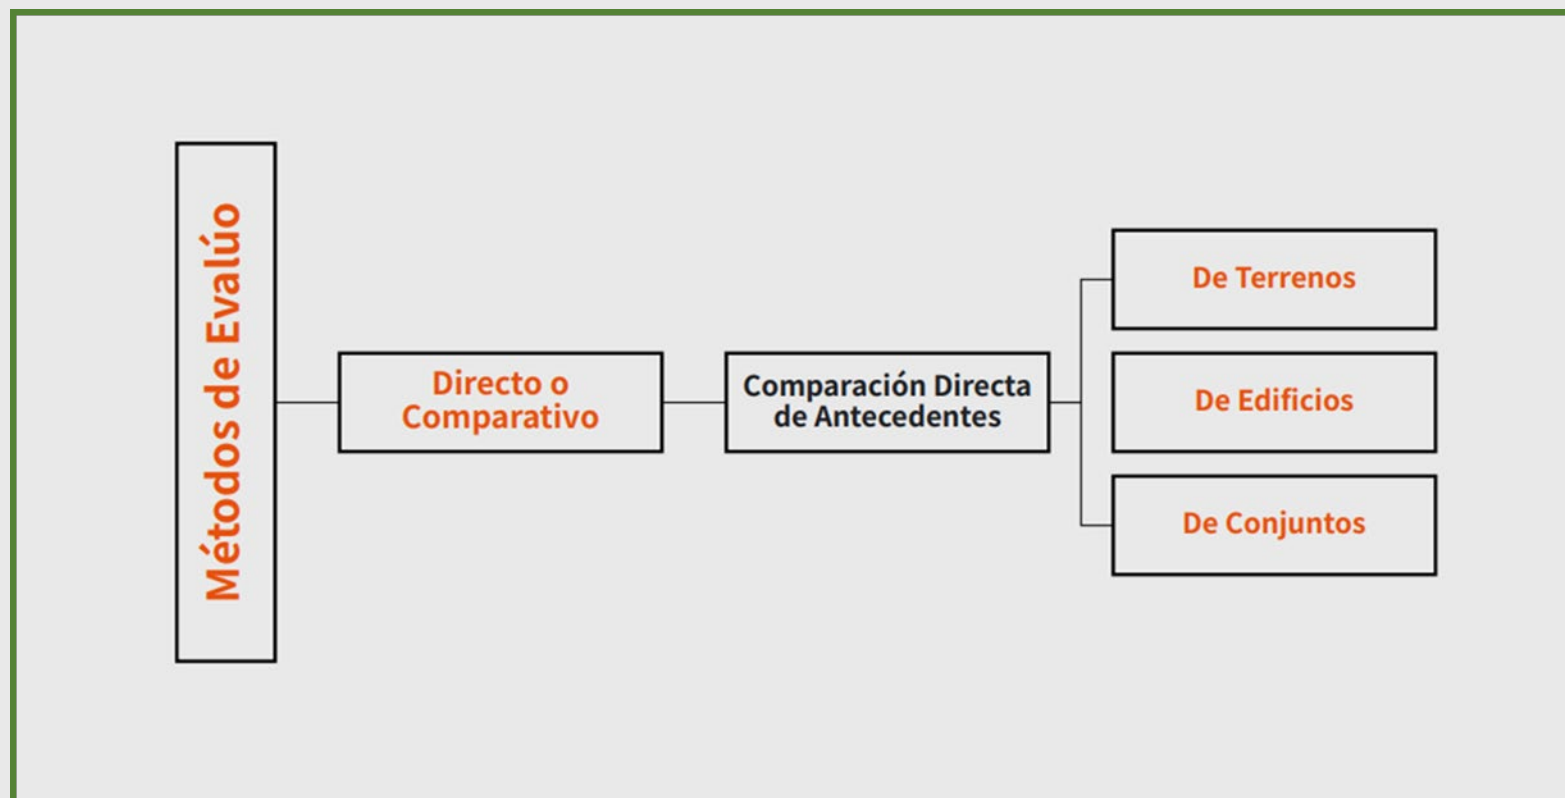 Métodos de Evalúo
Directo o
Comparativo
Comparación Directa
de Antecedentes
De Terrenos
De Edificios
De Conjuntos